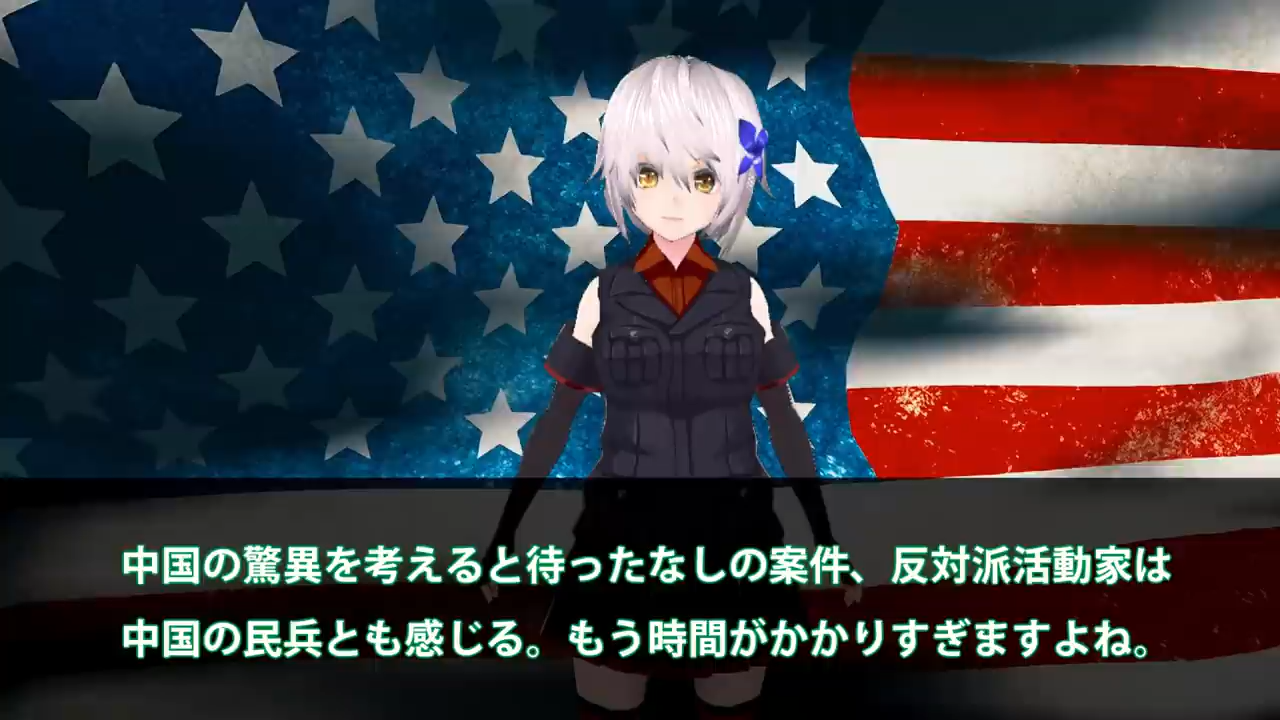 中国の驚異を考えると待ったなしの案件、反対派活動家は
中国の民兵とも感じる。もう時間がかかりすぎますよね。